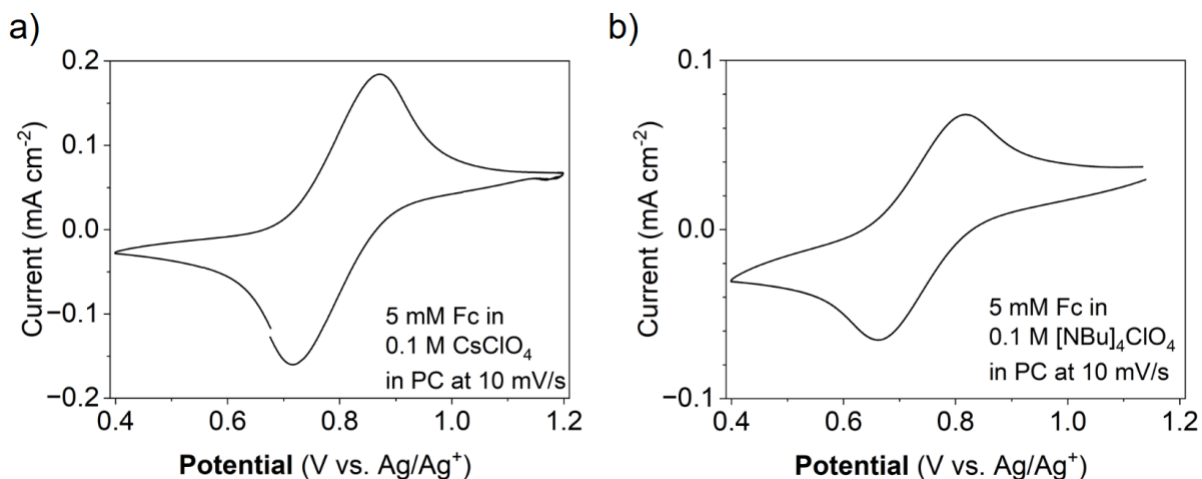 a)
Current (mA cm⁻²)
0.2
0.1
0.0
−0.1
−0.2
0.4 0.6 0.8 1.0 1.2
Potential (V vs. Ag/Ag⁺)
5 mM Fc in
0.1 M CsClO₄
in PC at 10 mV/s
b)
Current (mA cm⁻²)
0.1
0.0
−0.1
0.4 0.6 0.8 1.0 1.2
Potential (V vs. Ag/Ag⁺)
5 mM Fc in
0.1 M [NBu]₄ClO₄
in PC at 10 mV/s